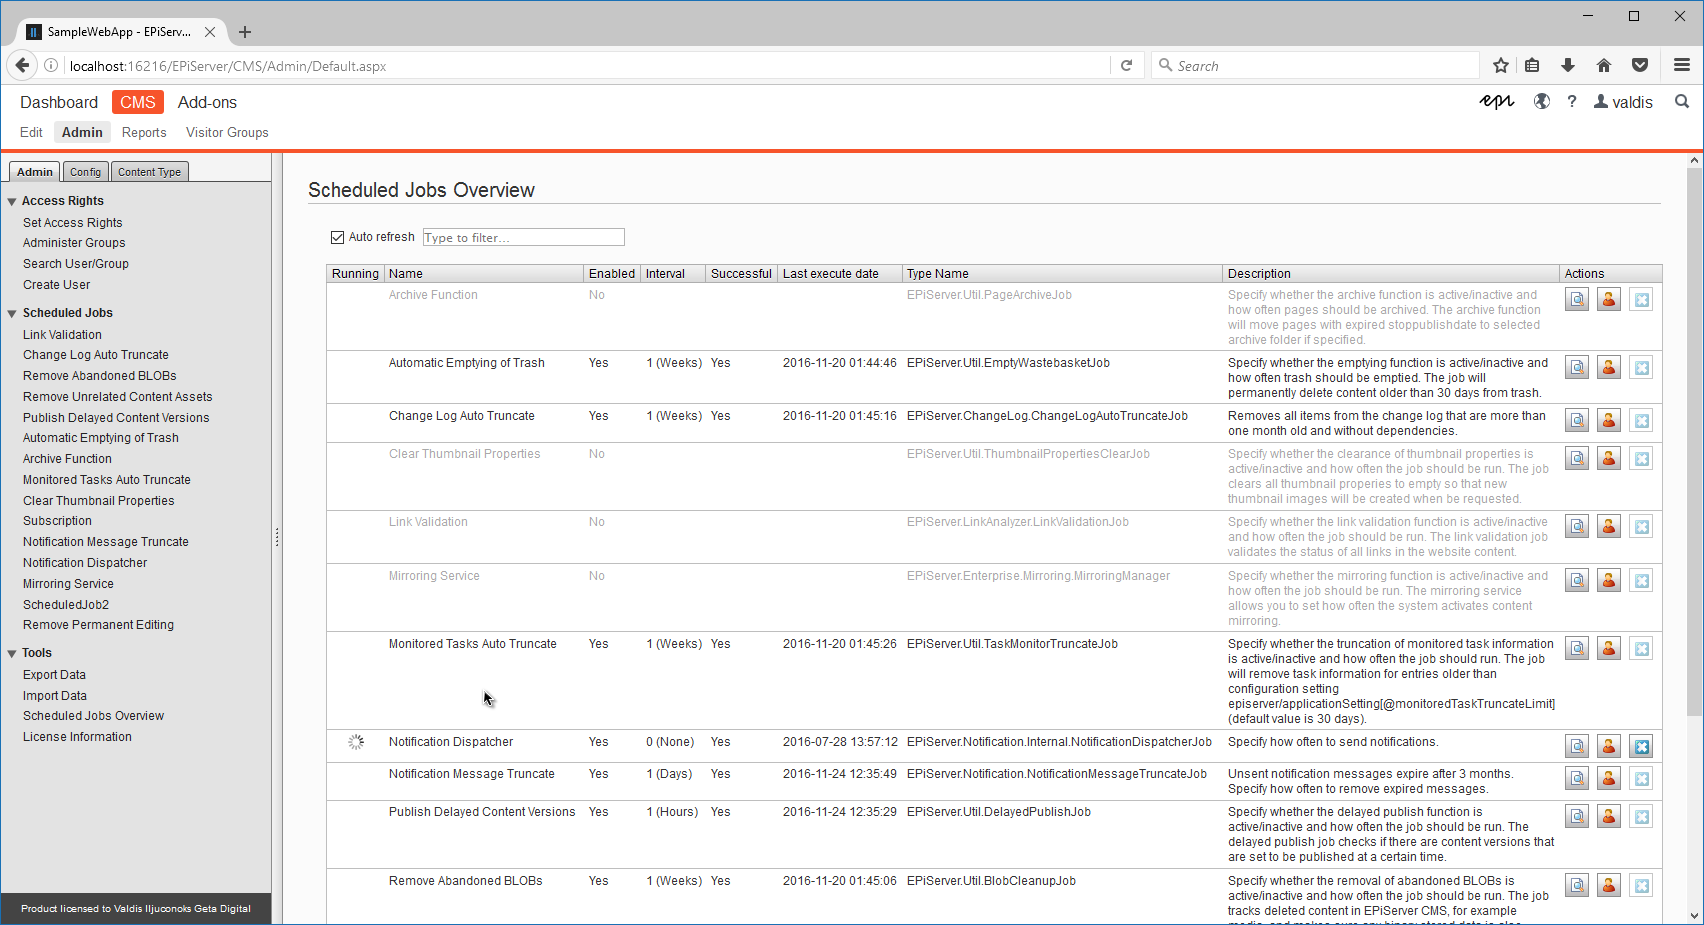 SampleWebApp - EPiServ...
localhost:16216/EPiServer/CMS/Admin/Default.aspx
Search
Dashboard CMS Add-ons
epi ? valdis
Edit Admin Reports Visitor Groups
Admin Config Content Type
Access Rights
Set Access Rights
Administer Groups
Search User/Group
Create User
Scheduled Jobs
Link Validation
Change Log Auto Truncate
Remove Abandoned BLOBs
Remove Unrelated Content Assets
Publish Delayed Content Versions
Automatic Emptying of Trash
Archive Function
Monitored Tasks Auto Truncate
Clear Thumbnail Properties
Subscription
Notification Message Truncate
Notification Dispatcher
Mirroring Service
ScheduledJob2
Remove Permanent Editing
Tools
Export Data
Import Data
Scheduled Jobs Overview
License Information
Product licensed to Valdis Iljuconoks Geta Digital
Scheduled Jobs Overview
Auto refresh Type to filter...
Running Name Enabled Interval Successful Last execute date Type Name Description Actions
Archive Function No EPiServer.Util.PageArchiveJob Specify whether the archive function is active/inactive and
how often pages should be archived. The archive function
will move pages with expired stoppublishdate to selected
archive folder if specified.
Automatic Emptying of Trash Yes 1 (Weeks) Yes 2016-11-20 01:44:46 EPiServer.Util.EmptyWastebasketJob Specify whether the emptying function is active/inactive and
how often trash should be emptied. The job will
permanently delete content older than 30 days from trash.
Change Log Auto Truncate Yes 1 (Weeks) Yes 2016-11-20 01:45:16 EPiServer.ChangeLog.ChangeLogAutoTruncateJob Removes all items from the change log that are more than
one month old and without dependencies.
Clear Thumbnail Properties No EPiServer.Util.ThumbnailPropertiesClearJob Specify whether the clearance of thumbnail properties is
active/inactive and how often the job should be run. The job
clears all thumbnail properies to empty so that new
thumbnail images will be created when be requested.
Link Validation No EPiServer.LinkAnalyzer.LinkValidationJob Specify whether the link validation function is active/inactive
and how often the job should be run. The link validation job
validates the status of all links in the website content.
Mirroring Service No EPiServer.Enterprise.Mirroring.MirroringManager Specify whether the mirroring function is active/inactive and
how often the job should be run. The mirroring service
allows you to set how often the system activates content
mirroring.
Monitored Tasks Auto Truncate Yes 1 (Weeks) Yes 2016-11-20 01:45:26 EPiServer.Util.TaskMonitorTruncateJob Specify whether the truncation of monitored task information
is active/inactive and how often the job should run. The job
will remove task information for entries older than
configuration setting
episerver/applicationSetting[@monitoredTaskTruncateLimit]
(default value is 30 days).
Notification Dispatcher Yes 0 (None) Yes 2016-07-28 13:57:12 EPiServer.Notification.Internal.NotificationDispatcherJob Specify how often to send notifications.
Notification Message Truncate Yes 1 (Days) Yes 2016-11-24 12:35:49 EPiServer.Notification.NotificationMessageTruncateJob Unsent notification messages expire after 3 months.
Specify how often to remove expired messages.
Publish Delayed Content Versions Yes 1 (Hours) Yes 2016-11-24 12:35:29 EPiServer.Util.DelayedPublishJob Specify whether the delayed publish function is
active/inactive and how often the job should be run. The
delayed publish job checks if there are content versions that
are set to be published at a certain time.
Remove Abandoned BLOBs Yes 1 (Weeks) Yes 2016-11-20 01:45:06 EPiServer.Util.BlobCleanupJob Specify whether the removal of abandoned BLOBs is
active/inactive and how often the job should be run. The job
tracks deleted content in EPiServer CMS, for example